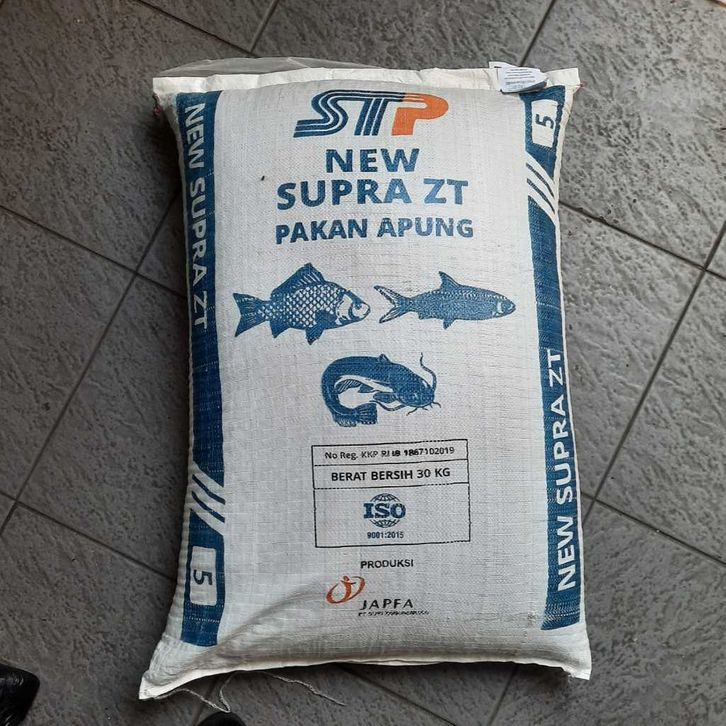 STP
NEW
SUPRA ZT
PAKAN APUNG
NEW SUPRA ZT
5
5
NEW SUPRA ZT
No Reg. KKP RI IB 1867102019
BERAT BERSIH 30 KG
ISO
9001:2015
PRODUKSI
JAPFA